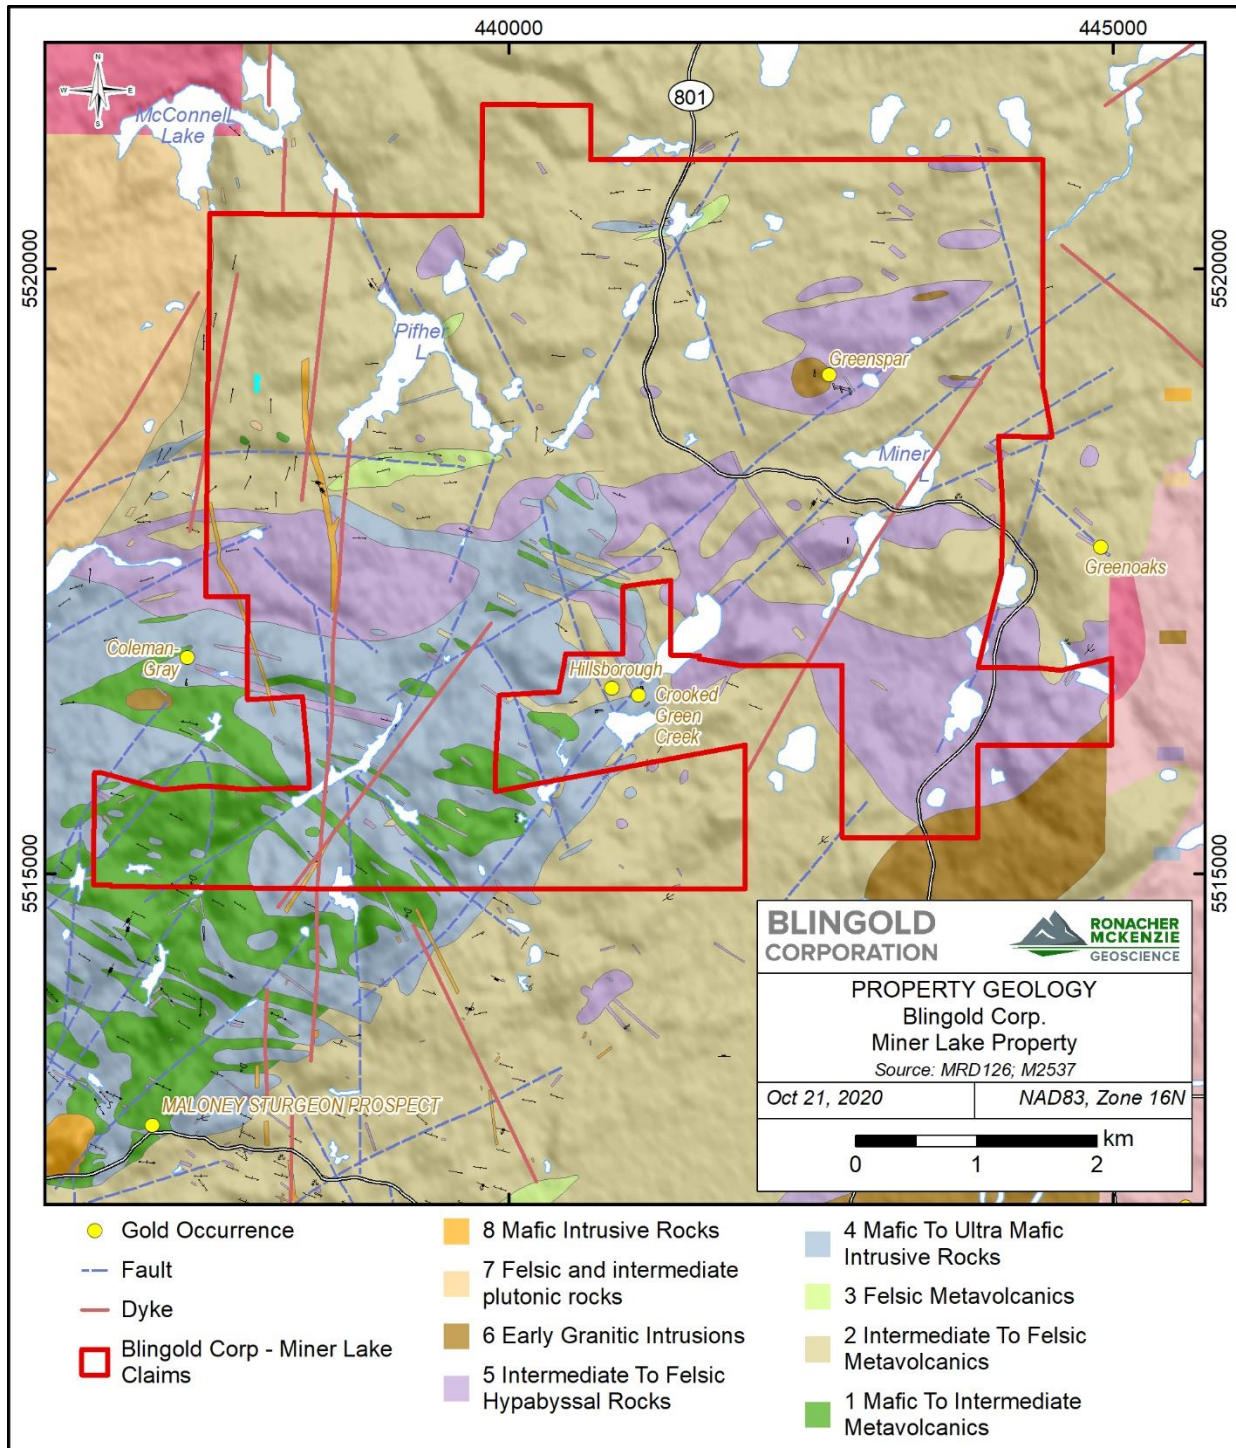 440000
445000
N
W E
S
801
McConnell
Lake
5520000
5520000
Pifher
L
Greenspar
Miner
L
Greenoaks
Coleman-
Gray
Hillsborough
Crooked
Green
Creek
5515000
5515000
MALONEY STURGEON PROSPECT
BLINGOLD
CORPORATION
RONACHER
MCKENZIE
GEOSCIENCE
PROPERTY GEOLOGY
Blingold Corp.
Miner Lake Property
Source: MRD126; M2537
Oct 21, 2020
NAD83, Zone 16N
km
0 1 2
Gold Occurrence
Fault
Dyke
Blingold Corp - Miner Lake
Claims
8 Mafic Intrusive Rocks
7 Felsic and intermediate
plutonic rocks
6 Early Granitic Intrusions
5 Intermediate To Felsic
Hypabyssal Rocks
4 Mafic To Ultra Mafic
Intrusive Rocks
3 Felsic Metavolcanics
2 Intermediate To Felsic
Metavolcanics
1 Mafic To Intermediate
Metavolcanics